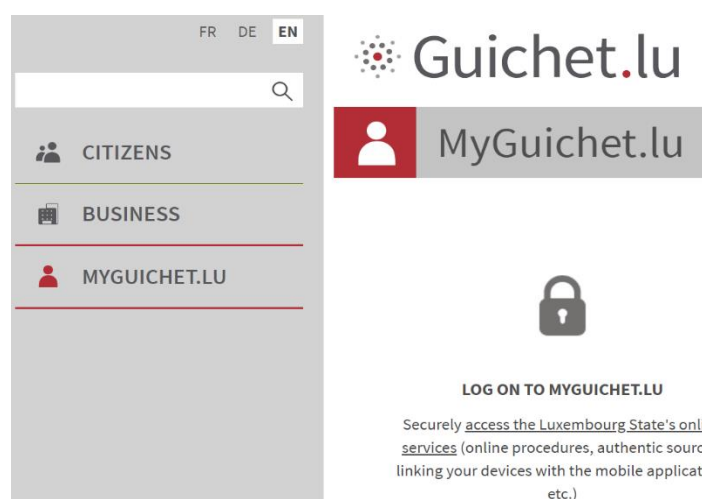 FR DE EN
CITIZENS
BUSINESS
MYGUICHET.LU
Guichet.lu
MyGuichet.lu
LOG ON TO MYGUICHET.LU
Securely access the Luxembourg State's onl
services (online procedures, authentic sourc
linking your devices with the mobile applicat
etc.)